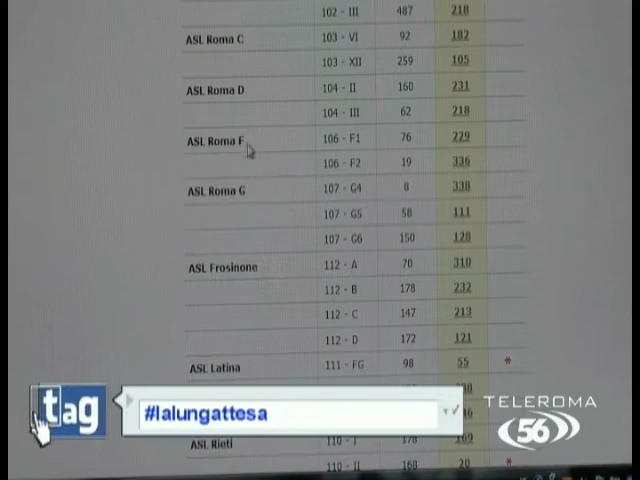 102 - III 487 218
ASL Roma C 103 - VI 92 182
103 - XII 259 105
ASL Roma D 104 - II 160 231
104 - III 62 218
ASL Roma F 106 - F1 76 229
106 - F2 19 336
ASL Roma G 107 - G4 8 338
107 - G5 58 111
107 - G6 150 128
ASL Frosinone 112 - A 70 310
112 - B 178 232
112 - C 147 213
112 - D 172 121
ASL Latina 111 - FG 98 55 *
tag #lalungattesa
TELEROMA
56
ASL Rieti 110 - I 178 169
110 - II 168 20 *